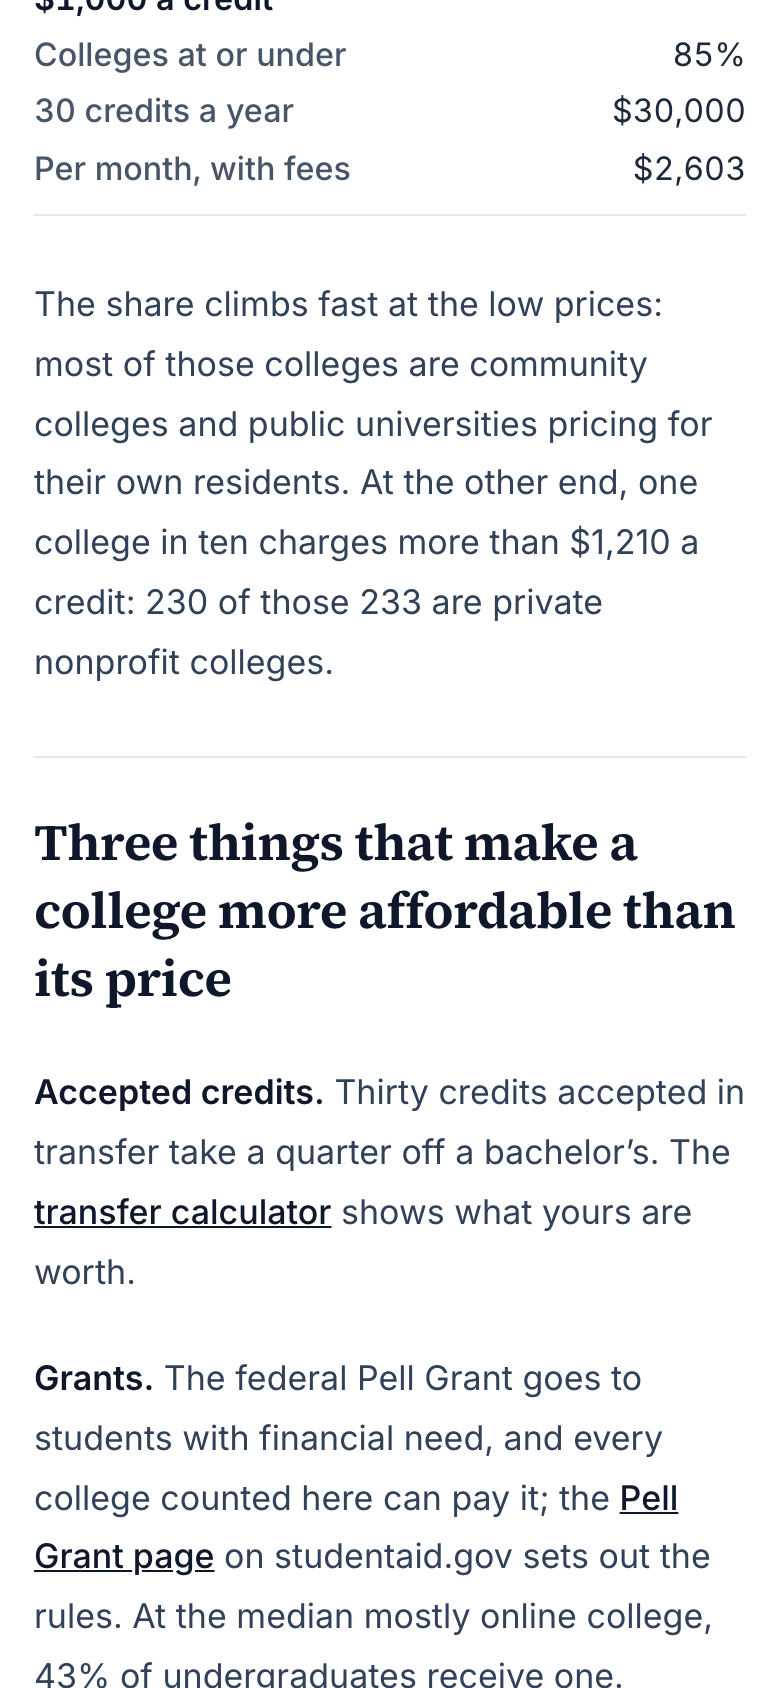 $1,000 a credit
Colleges at or under 85%
30 credits a year $30,000
Per month, with fees $2,603
The share climbs fast at the low prices:
most of those colleges are community
colleges and public universities pricing for
their own residents. At the other end, one
college in ten charges more than $1,210 a
credit: 230 of those 233 are private
nonprofit colleges.
Three things that make a
college more affordable than
its price
Accepted credits. Thirty credits accepted in
transfer take a quarter off a bachelor’s. The
transfer calculator shows what yours are
worth.
Grants. The federal Pell Grant goes to
students with financial need, and every
college counted here can pay it; the Pell
Grant page on studentaid.gov sets out the
rules. At the median mostly online college,
43% of undergraduates receive one.